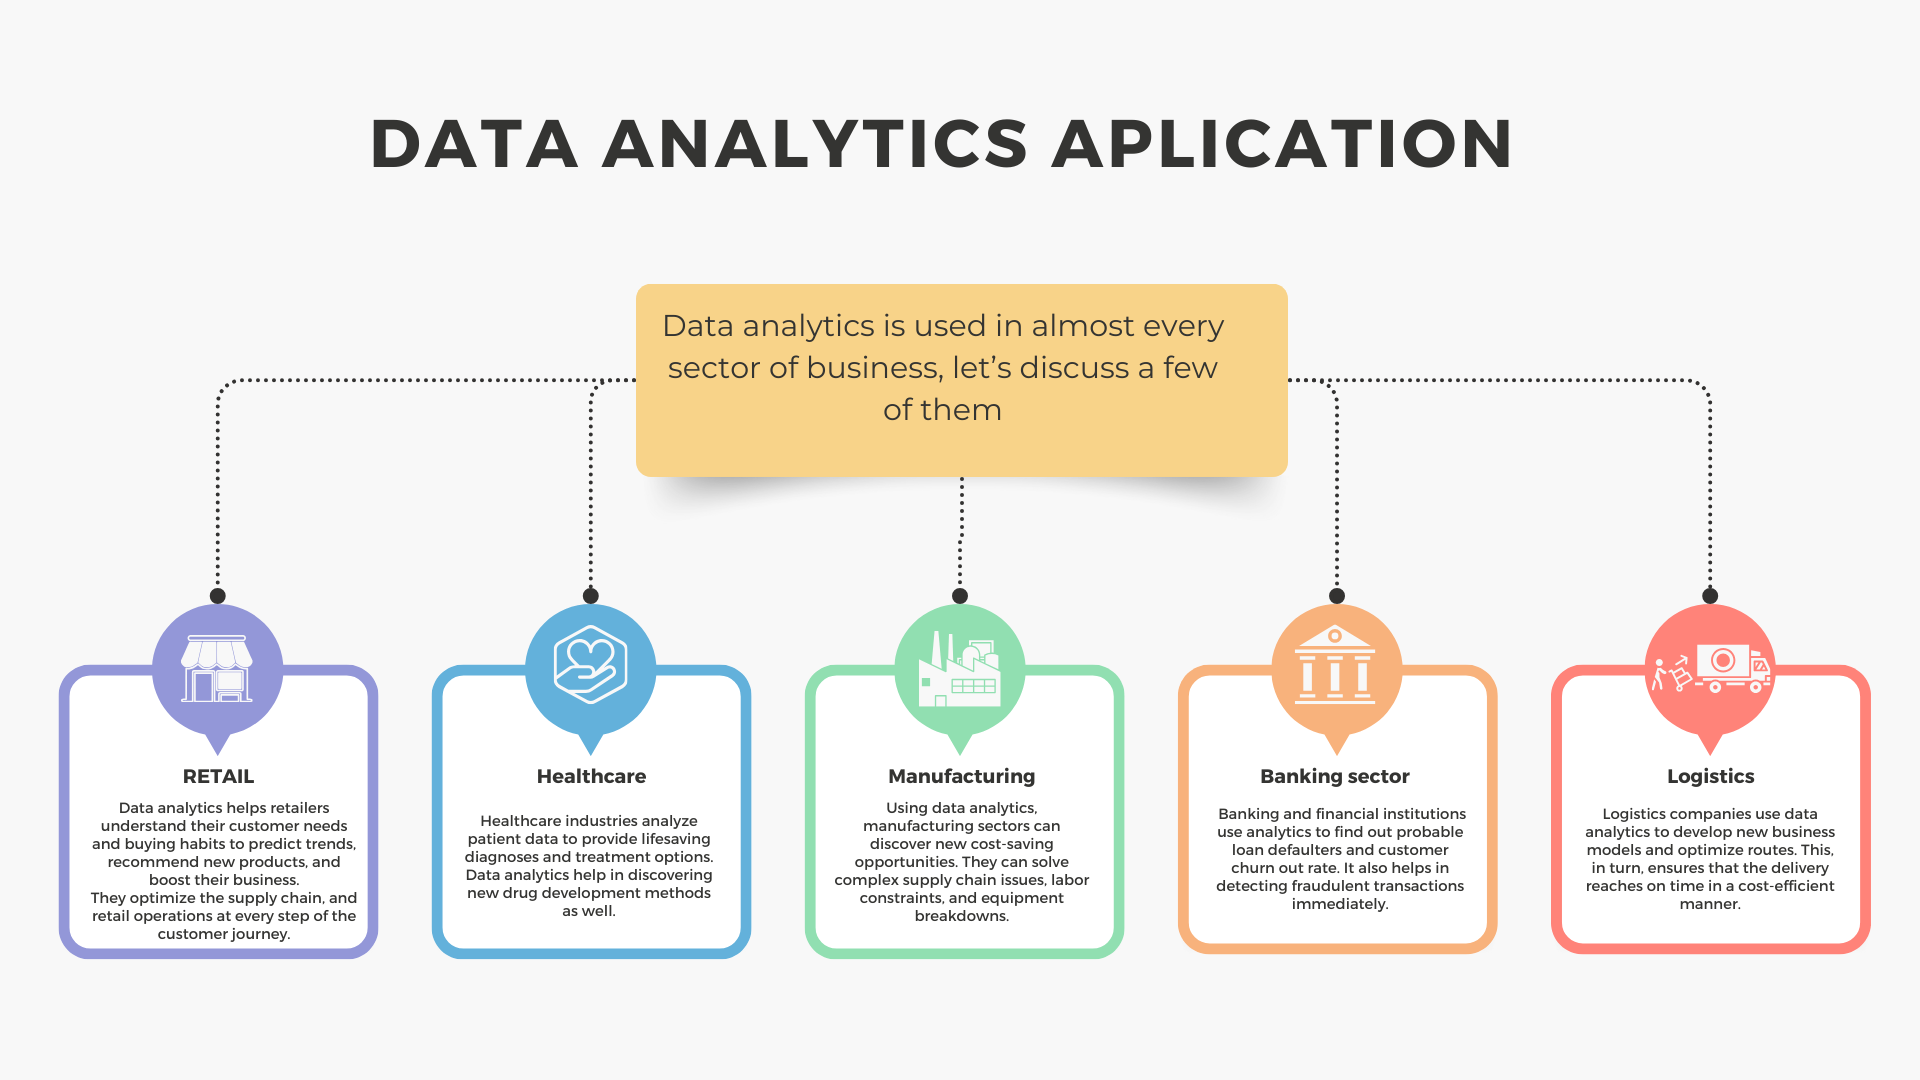 DATA ANALYTICS APLICATION
Data analytics is used in almost every
sector of business, let’s discuss a few
of them
RETAIL
Data analytics helps retailers
understand their customer needs
and buying habits to predict trends,
recommend new products, and
boost their business.
They optimize the supply chain, and
retail operations at every step of the
customer journey.
Healthcare
Healthcare industries analyze
patient data to provide lifesaving
diagnoses and treatment options.
Data analytics help in discovering
new drug development methods
as well.
Manufacturing
Using data analytics,
manufacturing sectors can
discover new cost-saving
opportunities. They can solve
complex supply chain issues, labor
constraints, and equipment
breakdowns.
Banking sector
Banking and financial institutions
use analytics to find out probable
loan defaulters and customer
churn out rate. It also helps in
detecting fraudulent transactions
immediately.
Logistics
Logistics companies use data
analytics to develop new business
models and optimize routes. This,
in turn, ensures that the delivery
reaches on time in a cost-efficient
manner.